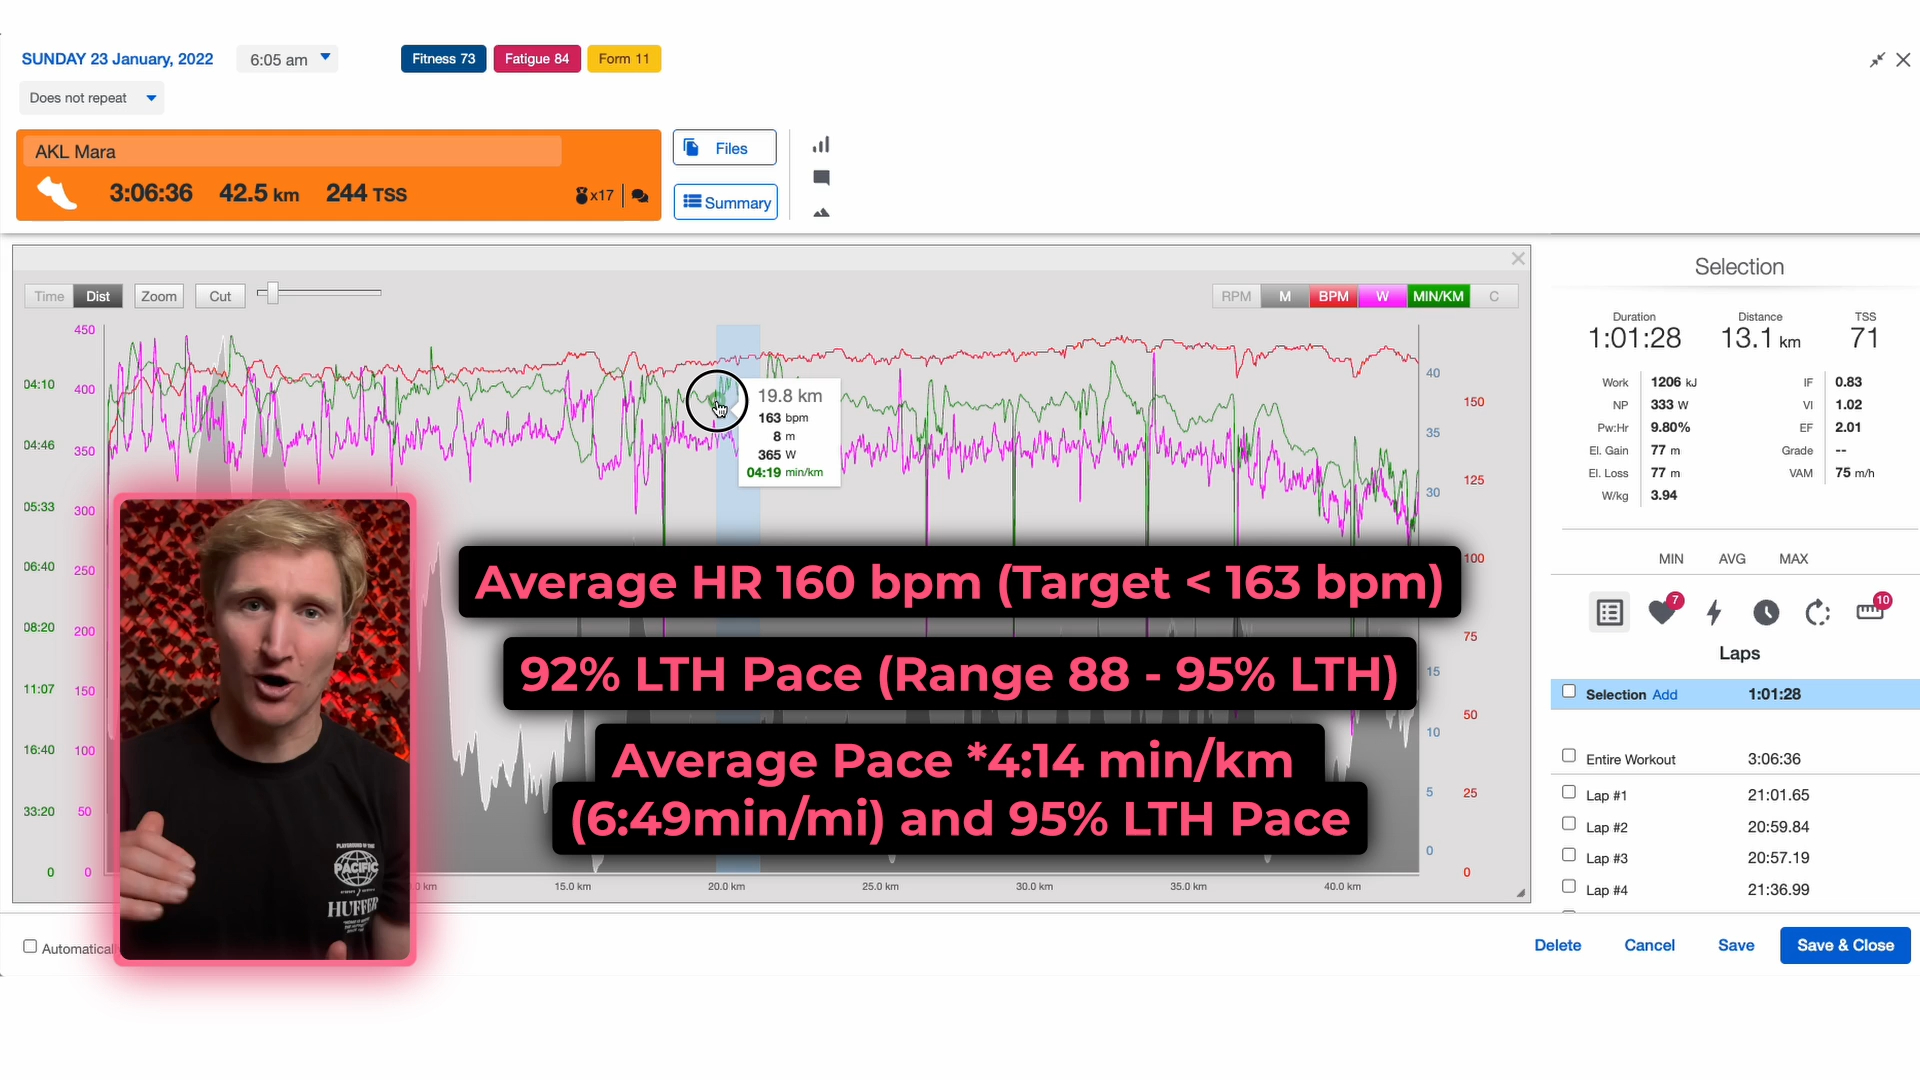 SUNDAY 23 January, 2022
6:05 am
Fitness 73
Fatigue 84
Form 11
Does not repeat
AKL Mara
3:06:36 42.5 km 244 TSS
x17
Files
Summary
Time
Dist
Zoom
Cut
RPM
M
BPM
W
MIN/KM
C
04:10
04:46
05:33
06:40
08:20
11:07
16:40
33:20
0
450
400
350
300
250
200
150
100
50
0
19.8 km
163 bpm
8 m
365 W
04:19 min/km
40
35
30
15
10
5
0
150
125
100
75
50
25
0
Average HR 160 bpm (Target < 163 bpm)
92% LTH Pace (Range 88 - 95% LTH)
Average Pace *4:14 min/km
(6:49min/mi) and 95% LTH Pace
0 km
15.0 km
20.0 km
25.0 km
30.0 km
35.0 km
40.0 km
PACIFIC
HUFFER
Automatical
Selection
Duration
1:01:28
Distance
13.1 km
TSS
71
Work 1206 kJ
NP 333 W
Pw:Hr 9.80%
El. Gain 77 m
El. Loss 77 m
W/kg 3.94
IF 0.83
VI 1.02
EF 2.01
Grade --
VAM 75 m/h
MIN AVG MAX
7
10
Laps
Selection Add 1:01:28
Entire Workout 3:06:36
Lap #1 21:01.65
Lap #2 20:59.84
Lap #3 20:57.19
Lap #4 21:36.99
Delete
Cancel
Save
Save & Close